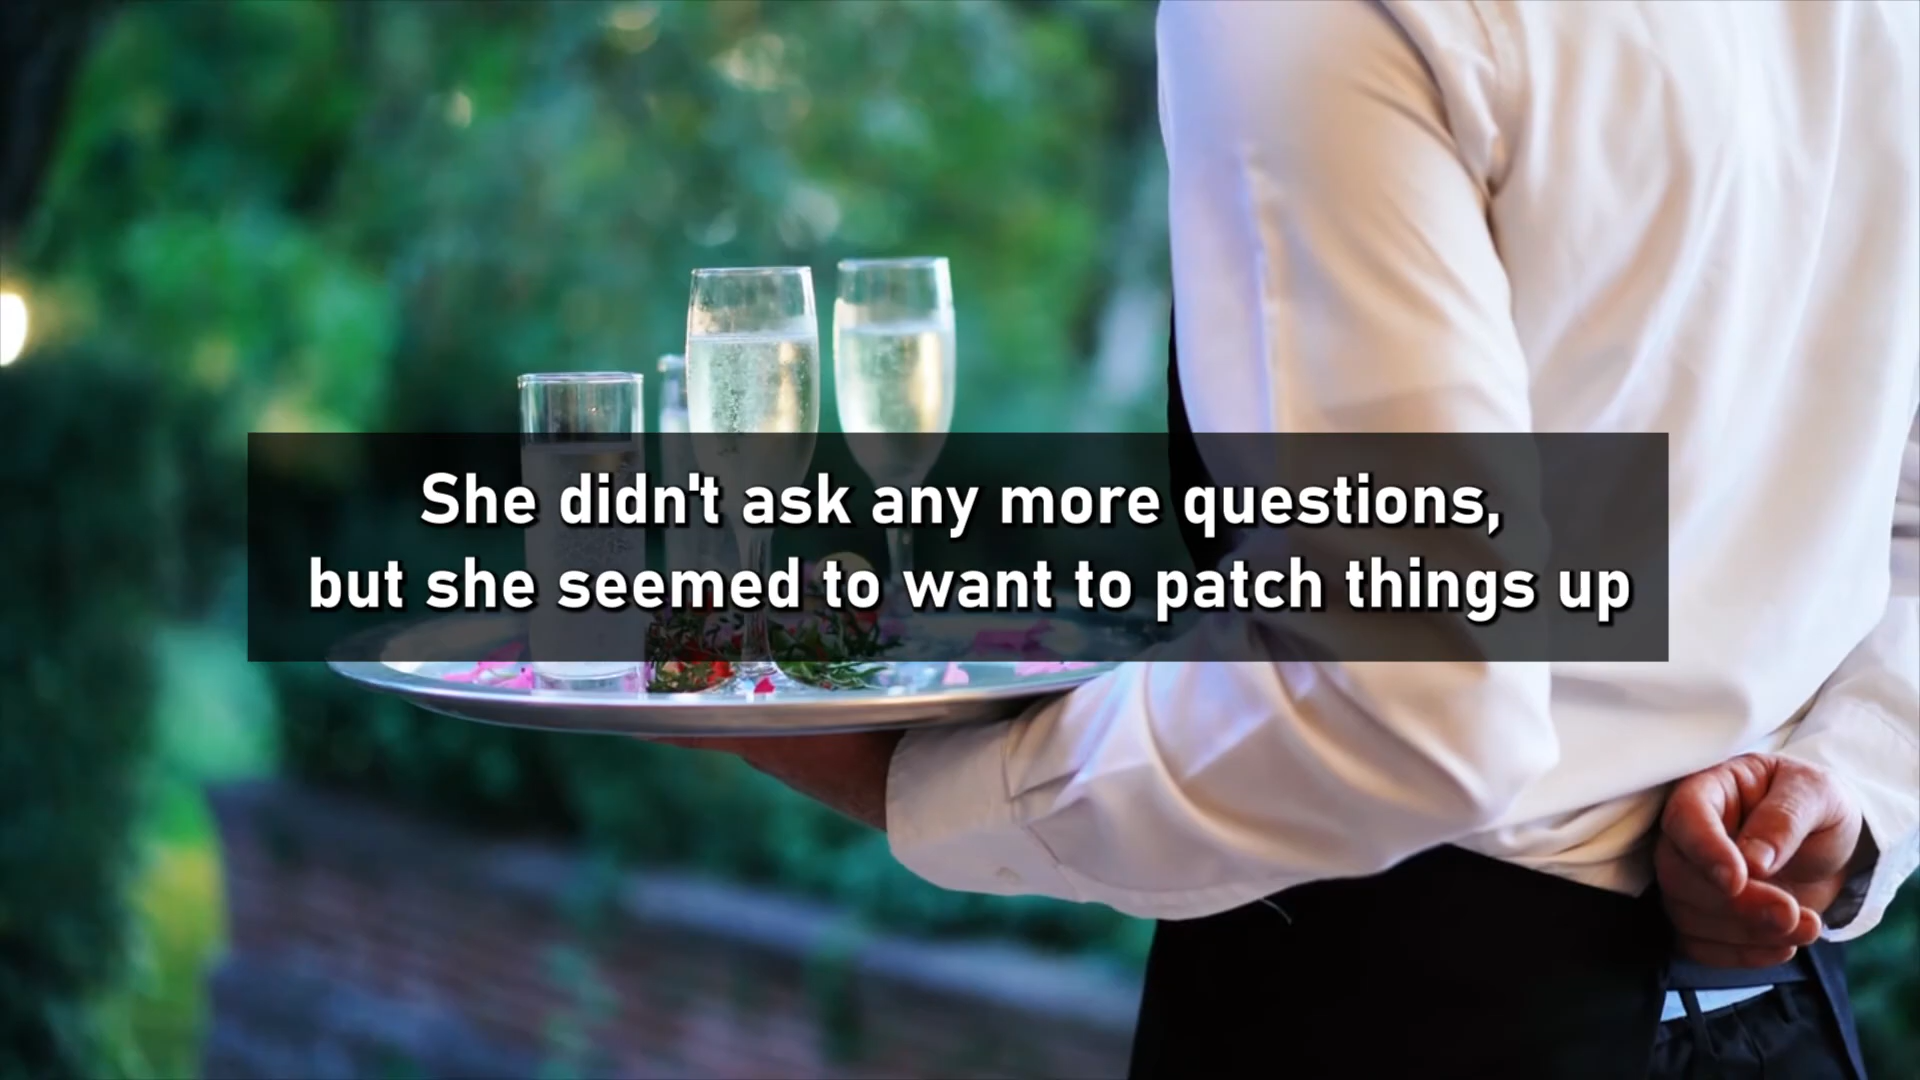 She didn't ask any more questions,
but she seemed to want to patch things up